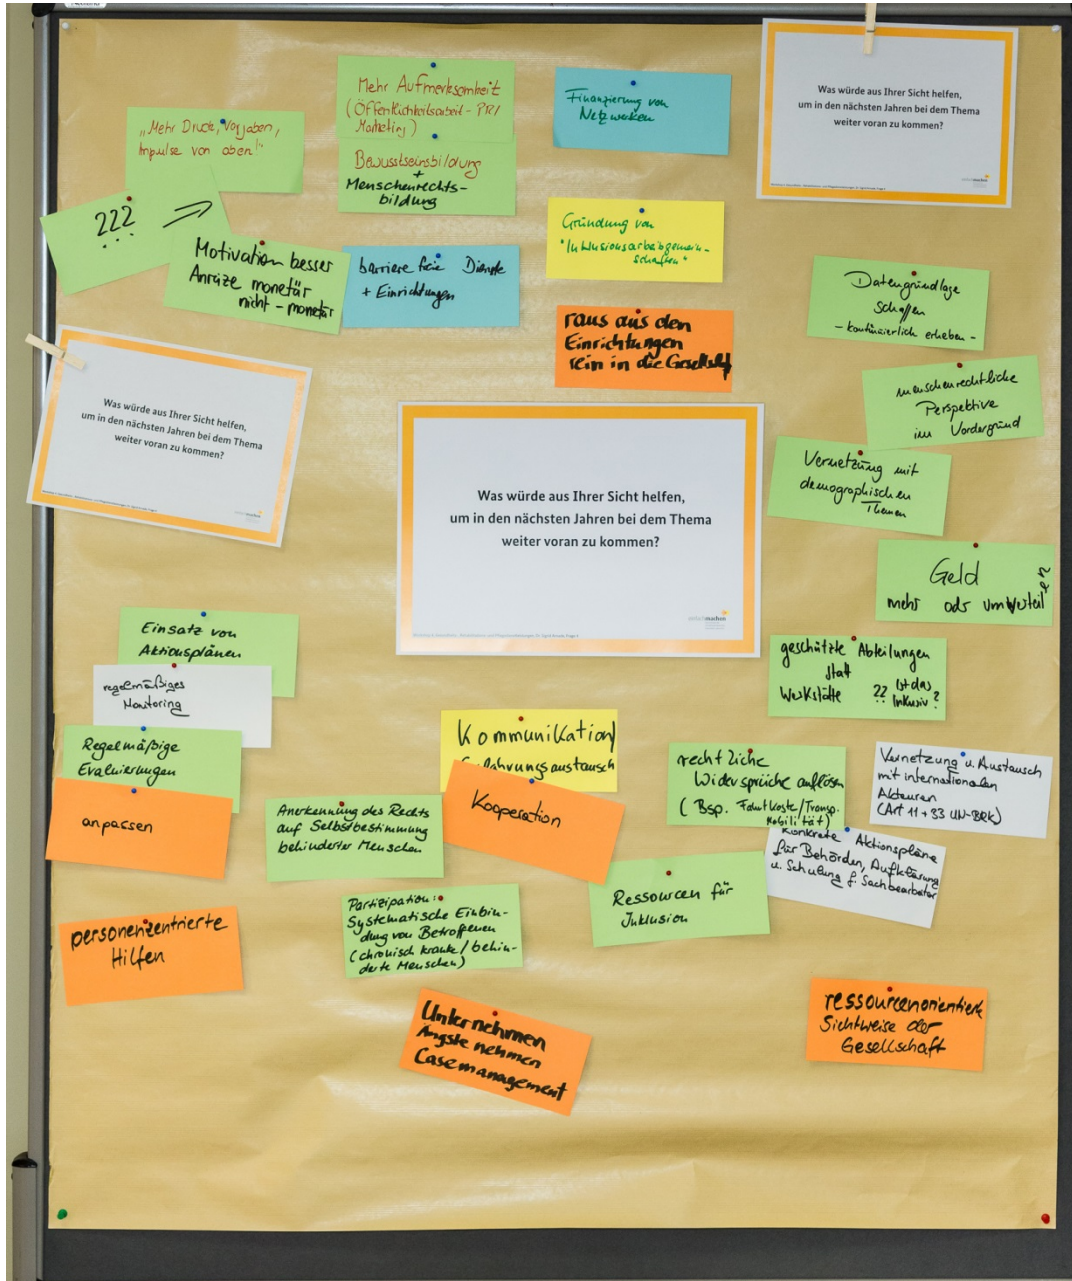 „Mehr Druck, Vorgaben,
Impulse von oben!"
Mehr Aufmerksamkeit
(Öffentlichkeitsarbeit - PR/
Marketing)
Bewusstseinsbildung
+
Menschenrechts-
bildung
Finanzierung von
Netzwerken
Was würde aus Ihrer Sicht helfen,
um in den nächsten Jahren bei dem Thema
weiter voran zu kommen?
einfachmachen
???
Motivation besser
Anreize monetär
nicht - monetär
barriere freie Dienste
+ Einrichtungen
Gründung von
"Inklusionsarbeitsgemein-
schaften"
raus aus den
Einrichtungen
rein in die Gesellschaft
Datengrundlage
schaffen
- kontinuierlich erheben -
menschenrechtliche
Perspektive
im Vordergrund
Vernetzung mit
demographischen
Themen
Geld
mehr oder umverteilen
geschützte Abteilungen
statt
Werkstätte ?? Ist das
Inklusiv?
Was würde aus Ihrer Sicht helfen,
um in den nächsten Jahren bei dem Thema
weiter voran zu kommen?
einfachmachen
Was würde aus Ihrer Sicht helfen,
um in den nächsten Jahren bei dem Thema
weiter voran zu kommen?
einfachmachen
Einsatz von
Aktionsplänen
regelmäßiges
Monitoring
Regelmäßige
Evaluierungen
anpassen
personenzentrierte
Hilfen
Anerkennung des Rechts
auf Selbstbestimmung
behinderter Menschen
Partizipation:
Systematische Einbin-
dung von Betroffenen
(chronisch kranke / behin-
derte Menschen)
Kommunikation/
Erfahrungsaustausch
Kooperation
Ressourcen für
Inklusion
rechtliche
Widersprüche auflösen
(Bsp. Fahrtkoste/Transp.
Mobilität)
Vernetzung u. Austausch
mit internationalen
Akteuren
(Art 11 + 33 UN-BRK)
Konkrete Aktionspläne
für Behörden, Aufklärung
u. Schulung f. Sachbearbeiter
Unternehmen
Ängste nehmen
Casemanagement
ressourcenorientierte
Sichtweise der
Gesellschaft